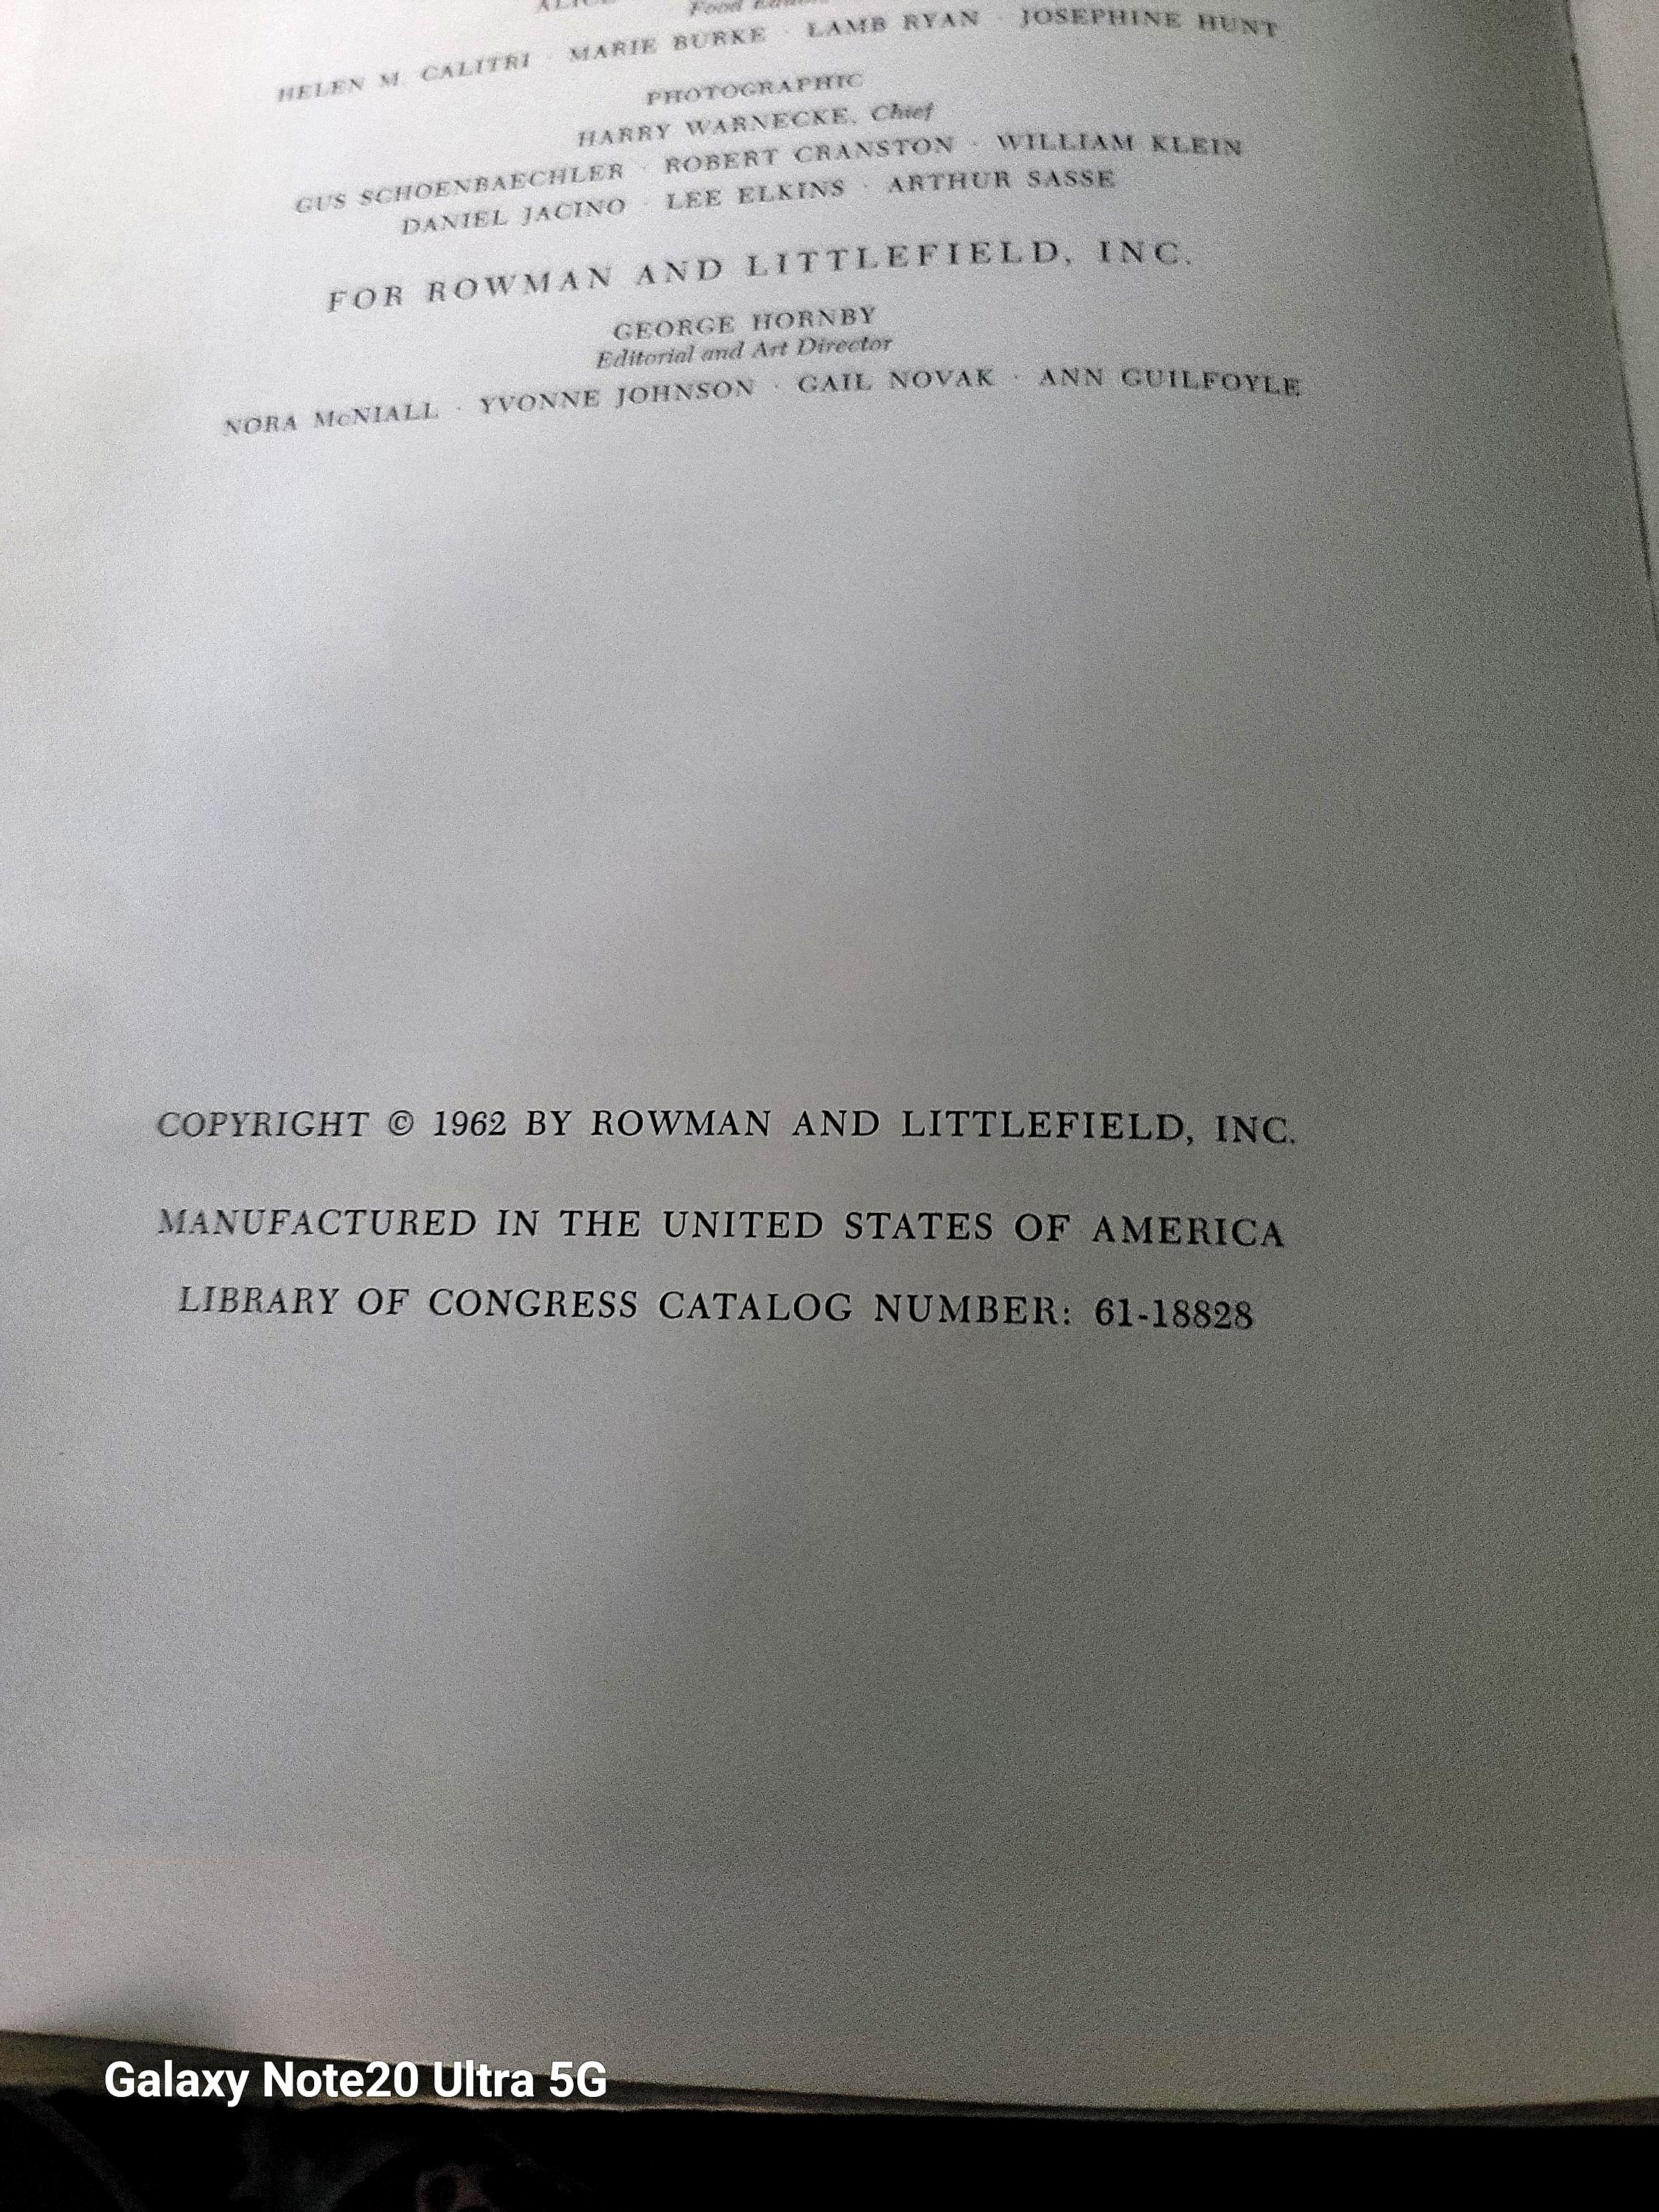 ALICE
Food
HELEN M. CALITRI · MARIE BURKE · LAMB RYAN · JOSEPHINE HUNT
PHOTOGRAPHIC
HARRY WARNECKE, Chief
GUS SCHOENBAECHLER · ROBERT CRANSTON · WILLIAM KLEIN
DANIEL JACINO · LEE ELKINS · ARTHUR SASSE
FOR ROWMAN AND LITTLEFIELD, INC.
GEORGE HORNBY
Editorial and Art Director
NORA McNIALL · YVONNE JOHNSON · GAIL NOVAK · ANN GUILFOYLE
COPYRIGHT © 1962 BY ROWMAN AND LITTLEFIELD, INC.
MANUFACTURED IN THE UNITED STATES OF AMERICA
LIBRARY OF CONGRESS CATALOG NUMBER: 61-18828
Galaxy Note20 Ultra 5G